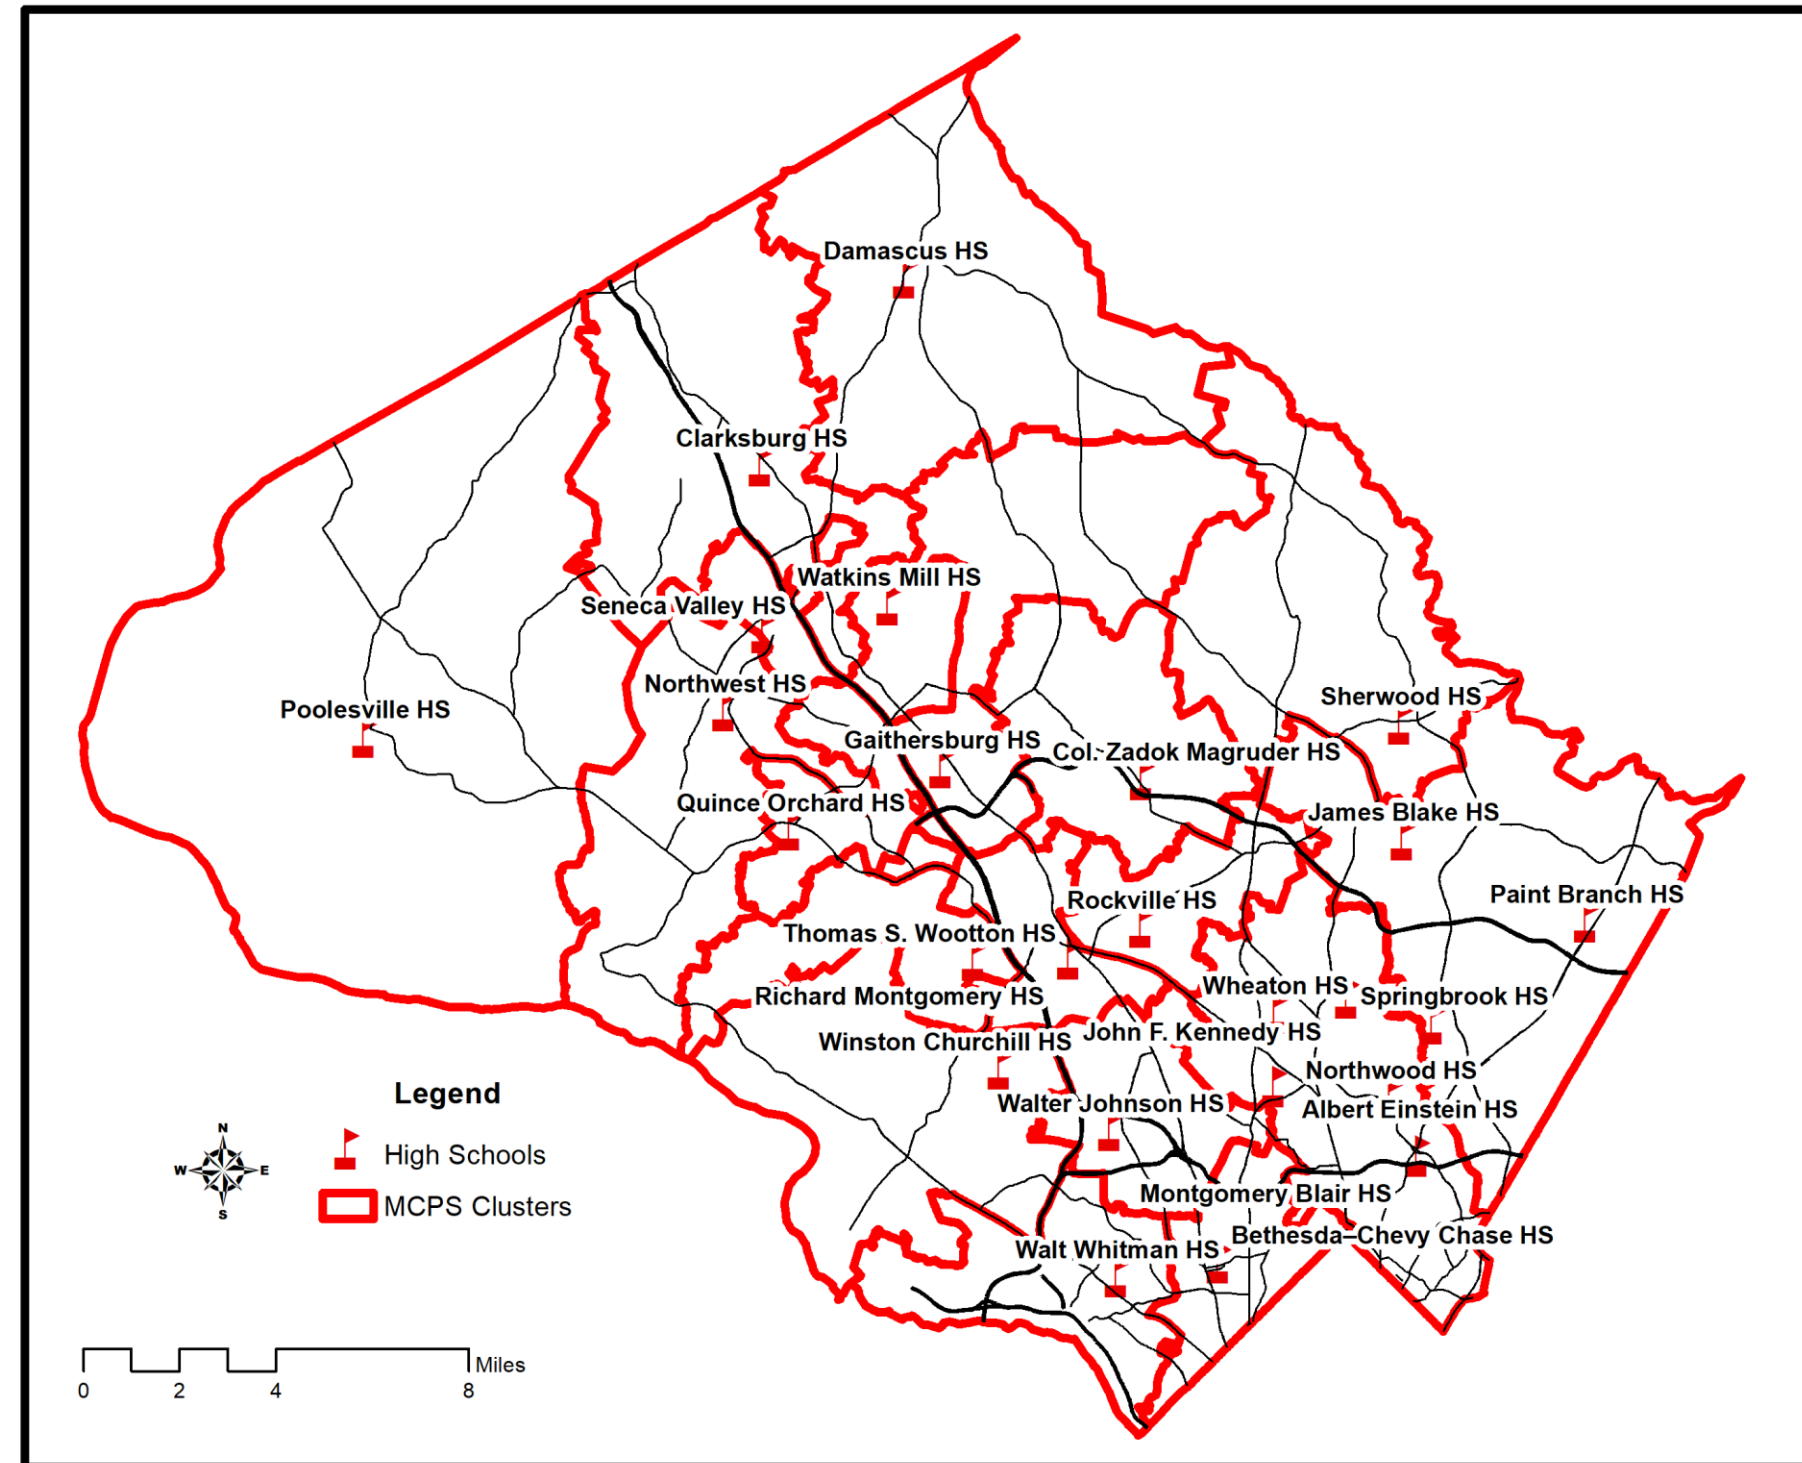 Damascus HS
Clarksburg HS
Watkins Mill HS
Seneca Valley HS
Northwest HS
Poolesville HS
Sherwood HS
Gaithersburg HS
Col. Zadok Magruder HS
Quince Orchard HS
James Blake HS
Paint Branch HS
Rockville HS
Thomas S. Wootton HS
Wheaton HS
Springbrook HS
Richard Montgomery HS
John F. Kennedy HS
Winston Churchill HS
Northwood HS
Walter Johnson HS
Albert Einstein HS
Montgomery Blair HS
Bethesda–Chevy Chase HS
Walt Whitman HS
Legend
High Schools
MCPS Clusters
N
W
E
S
Miles
0 2 4 8